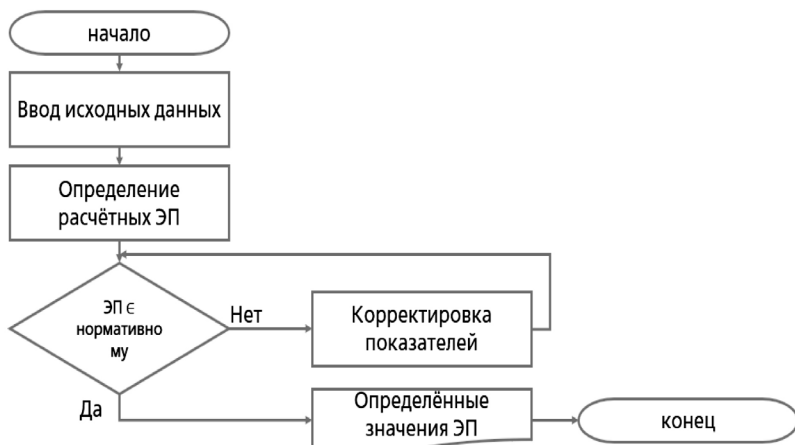 начало
Ввод исходных данных
Определение
расчётных ЭП
ЭП ϵ
нормативно
му
Нет
Корректировка
показателей
Да
Определённые
значения ЭП
конец